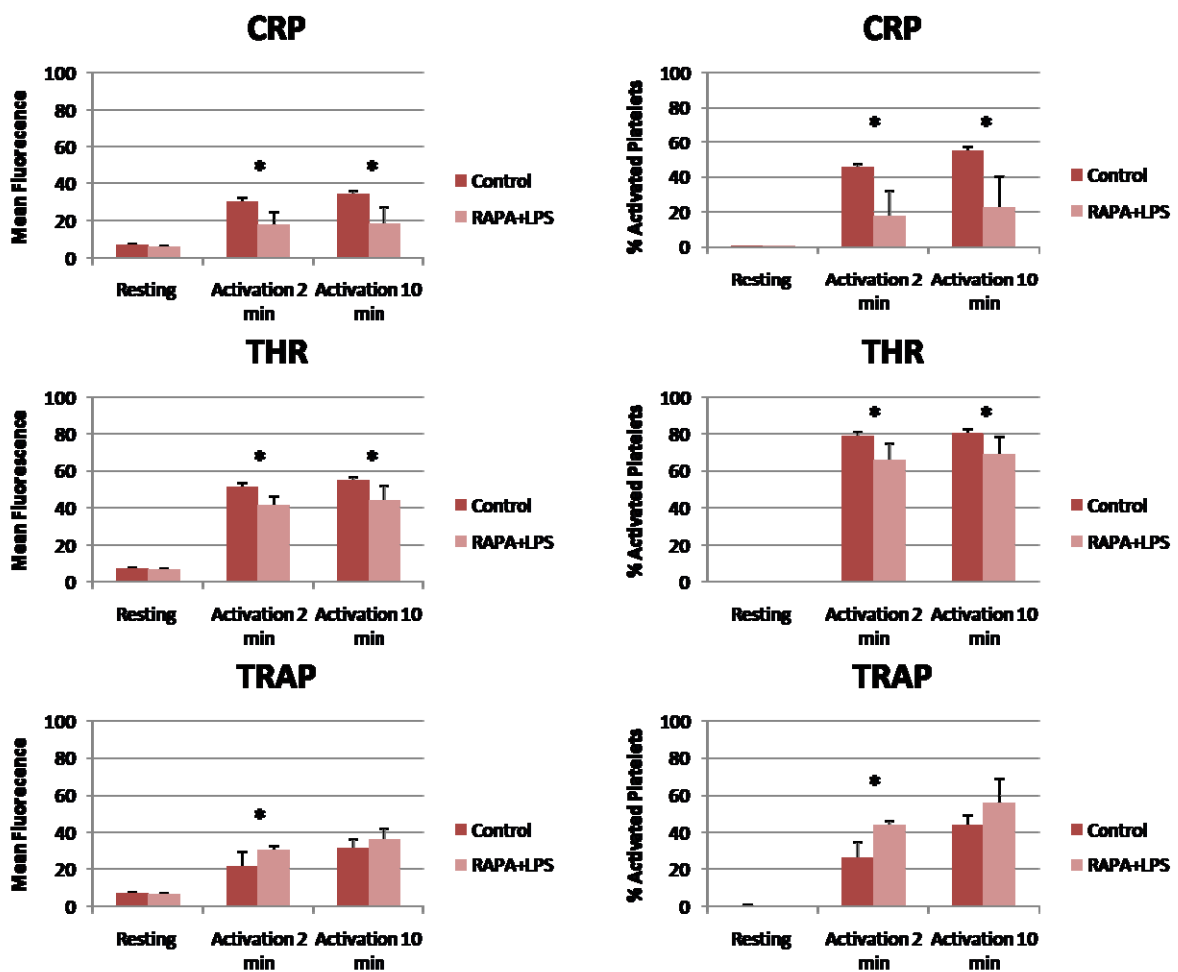 CRP
Mean Fluorecence
100
80
60
40
20
0
*
*
Resting
Activation 2
min
Activation 10
min
Control
RAPA+LPS
CRP
% Activated Platelets
100
80
60
40
20
0
*
*
Resting
Activation 2
min
Activation 10
min
Control
RAPA+LPS
THR
Mean Fluorescence
100
80
60
40
20
0
*
*
Resting
Activation 2
min
Activation 10
min
Control
RAPA+LPS
THR
% Activated Platelets
100
80
60
40
20
0
*
*
Resting
Activation 2
min
Activation 10
min
Control
RAPA+LPS
TRAP
Mean Fluorescence
100
80
60
40
20
0
*
Resting
Activation 2
min
Activation 10
min
Control
RAPA+LPS
TRAP
% Activated Platelets
100
80
60
40
20
0
*
Resting
Activation 2
min
Activation 10
min
Control
RAPA+LPS